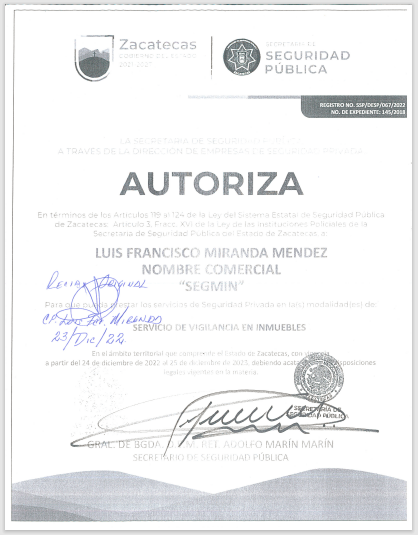 Zacatecas
GOBIERNO DEL ESTADO
2021-2027
SECRETARÍA DE
SEGURIDAD
PÚBLICA
REGISTRO NO. SSP/DESP/067/2022
NO. DE EXPEDIENTE: 145/2018
LA SECRETARÍA DE SEGURIDAD PÚBLICA
A TRAVÉS DE LA DIRECCIÓN DE EMPRESAS DE SEGURIDAD PRIVADA
AUTORIZA
En términos de los Artículos 119 al 124 de la Ley del Sistema Estatal de Seguridad Pública
de Zacatecas; Artículo 3, Fracc. XVI de la Ley de las Instituciones Policiales de la
Secretaría de Seguridad Pública del Estado de Zacatecas, a:
LUIS FRANCISCO MIRANDA MENDEZ
NOMBRE COMERCIAL
“SEGMIN”
Recibí Original
Para que pueda prestar los servicios de Seguridad Privada en la(s) modalidad(es) de:
C.P. Luis Fco. Miranda
23/Dic/22
SERVICIO DE VIGILANCIA EN INMUEBLES
En el ámbito territorial que comprende el Estado de Zacatecas, con vigencia
a partir del 24 de diciembre de 2022 al 23 de diciembre de 2023, debiendo acatar las disposiciones
legales vigentes en la materia.
SECRETARÍA DE
SEGURIDAD PÚBLICA
GRAL. DE BGDA. M. RET. ADOLFO MARÍN MARÍN
SECRETARIO DE SEGURIDAD PÚBLICA